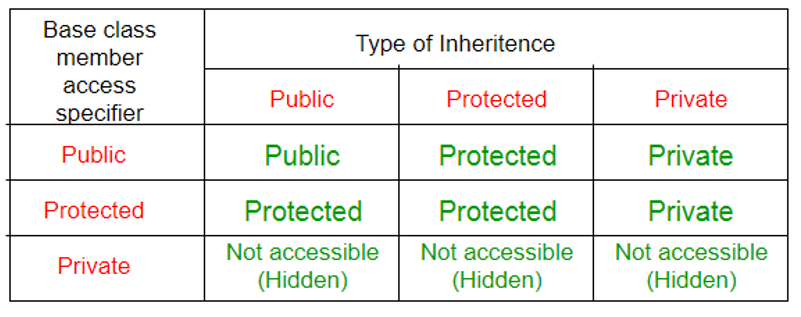 Base class
member
access
specifier
Type of Inheritence
Public Protected Private
Public Public Protected Private
Protected Protected Protected Private
Private Not accessible (Hidden) Not accessible (Hidden) Not accessible (Hidden)